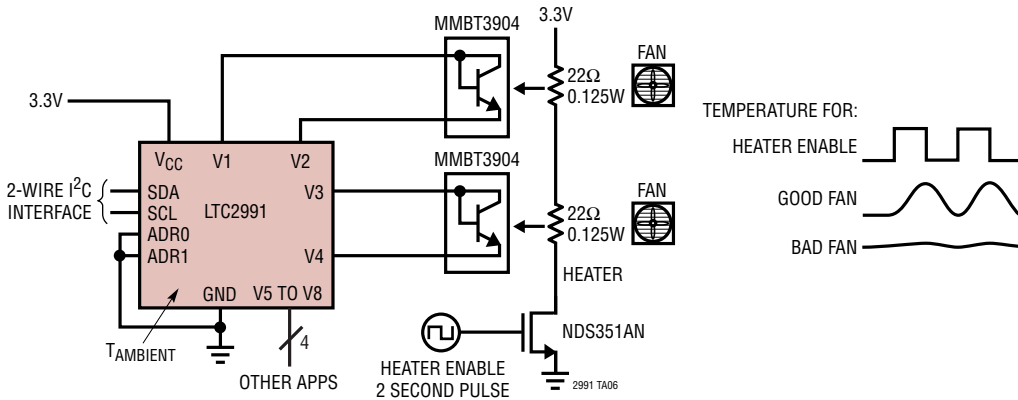 MMBT3904
3.3V
FAN
22Ω
0.125W
3.3V
TEMPERATURE FOR:
HEATER ENABLE
VCC
V1
V2
MMBT3904
FAN
2-WIRE I2C
INTERFACE
SDA
SCL
ADR0
ADR1
LTC2991
V3
V4
22Ω
0.125W
GOOD FAN
BAD FAN
HEATER
GND
V5 TO V8
TAMBIENT
4
OTHER APPS
NDS351AN
HEATER ENABLE
2 SECOND PULSE
2991 TA06